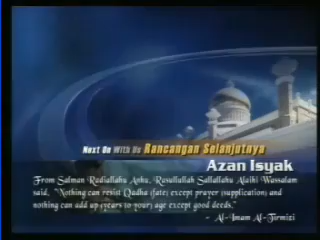 Next On With Us Rancangan Selanjutnya
Azan Isyak
From Salman Radiallahu Anhu, Rasullullah Sallallahu Alaihi Wassalam
said, "Nothing can resist Qadha (fate) except prayer (supplication) and
nothing can add up (years to your) age except good deeds."
- Al-Imam Al-Tirmizi